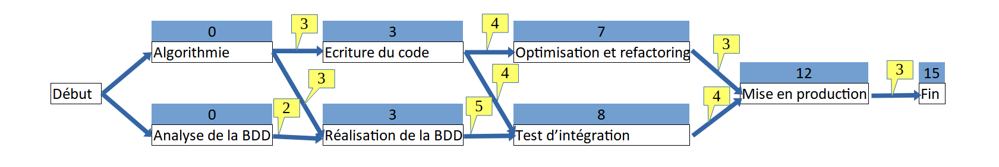 0
3
3
4
7
Algorithmie
Ecriture du code
Optimisation et refactoring
3
Début
3
4
12
3
15
Mise en production
Fin
0
2
3
5
8
4
Analyse de la BDD
Réalisation de la BDD
Test d’intégration